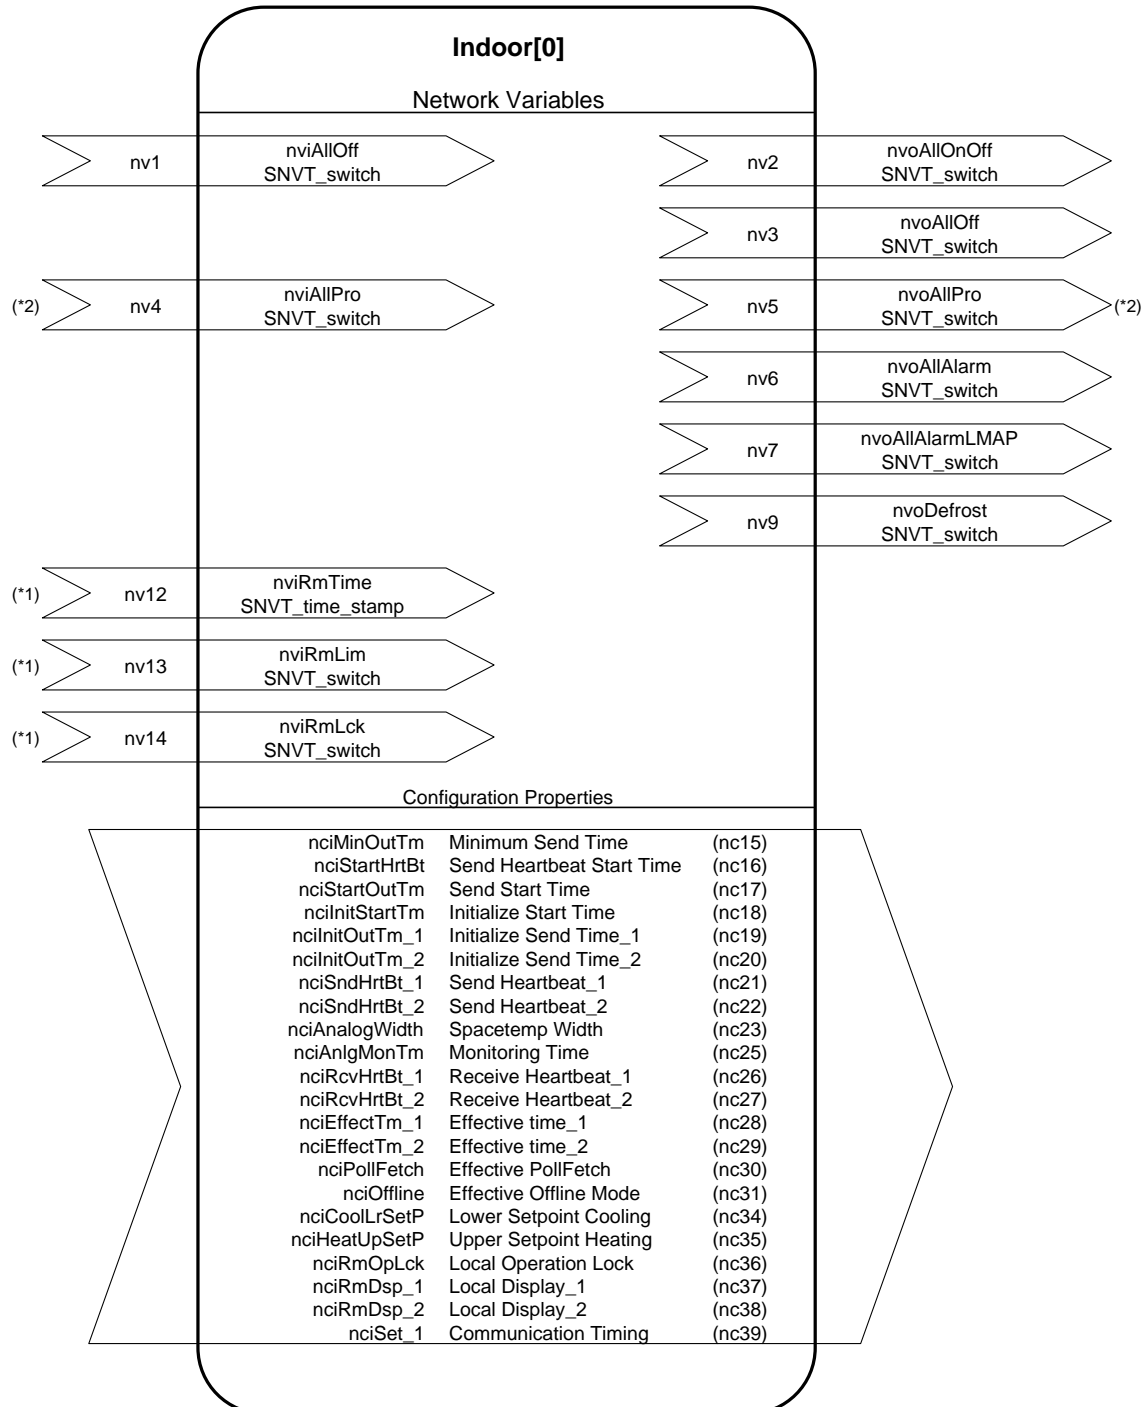 Indoor[0]
Network Variables
nv1 nviAllOff SNVT_switch
nv2 nvoAllOnOff SNVT_switch
nv3 nvoAllOff SNVT_switch
(*2) nv4 nviAllPro SNVT_switch
nv5 nvoAllPro SNVT_switch (*2)
nv6 nvoAllAlarm SNVT_switch
nv7 nvoAllAlarmLMAP SNVT_switch
nv9 nvoDefrost SNVT_switch
(*1) nv12 nviRmTime SNVT_time_stamp
(*1) nv13 nviRmLim SNVT_switch
(*1) nv14 nviRmLck SNVT_switch
Configuration Properties
nciMinOutTm Minimum Send Time (nc15)
nciStartHrtBt Send Heartbeat Start Time (nc16)
nciStartOutTm Send Start Time (nc17)
nciInitStartTm Initialize Start Time (nc18)
nciInitOutTm_1 Initialize Send Time_1 (nc19)
nciInitOutTm_2 Initialize Send Time_2 (nc20)
nciSndHrtBt_1 Send Heartbeat_1 (nc21)
nciSndHrtBt_2 Send Heartbeat_2 (nc22)
nciAnalogWidth Spacetemp Width (nc23)
nciAnlgMonTm Monitoring Time (nc25)
nciRcvHrtBt_1 Receive Heartbeat_1 (nc26)
nciRcvHrtBt_2 Receive Heartbeat_2 (nc27)
nciEffectTm_1 Effective time_1 (nc28)
nciEffectTm_2 Effective time_2 (nc29)
nciPollFetch Effective PollFetch (nc30)
nciOffline Effective Offline Mode (nc31)
nciCoolLrSetP Lower Setpoint Cooling (nc34)
nciHeatUpSetP Upper Setpoint Heating (nc35)
nciRmOpLck Local Operation Lock (nc36)
nciRmDsp_1 Local Display_1 (nc37)
nciRmDsp_2 Local Display_2 (nc38)
nciSet_1 Communication Timing (nc39)